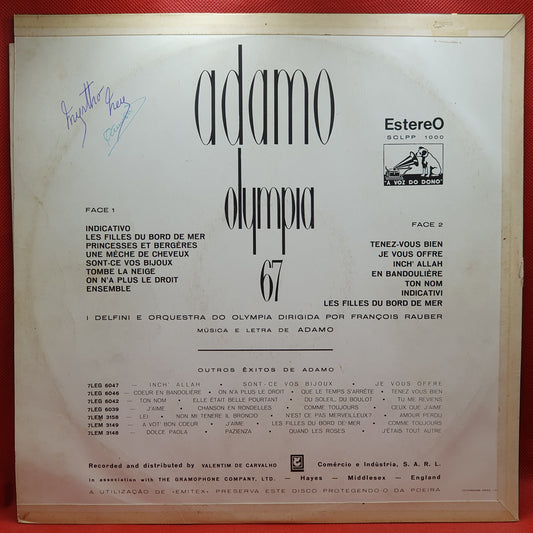 adamo
olympia
67
EstereO
SCLPP 1000
"A VOZ DO DONO"
FACE 1
INDICATIVO
LES FILLES DU BORD DE MER
PRINCESSES ET BERGÈRES
UNE MÈCHE DE CHEVEUX
SONT-CE VOS BIJOUX
TOMBE LA NEIGE
ON N'A PLUS LE DROIT
ENSEMBLE
FACE 2
TENEZ-VOUS BIEN
JE VOUS OFFRE
INCH' ALLAH
EN BANDOULIÈRE
TON NOM
INDICATIVI
LES FILLES DU BORD DE MER
I DELFINI E ORQUESTRA DO OLYMPIA DIRIGIDA POR FRANÇOIS RAUBER
MÚSICA E LETRA DE ADAMO
OUTROS ÊXITOS DE ADAMO
7LEG 6047 — INCH' ALLAH • SONT-CE VOS BIJOUX • JE VOUS OFFRE
7LEG 6046 — COEUR EN BANDOLIÈRE • ON N'A PLUS LE DROIT • QUE LE TEMPS S'ARRÊTE • TENEZ VOUS BIEN
7LEG 6042 — TON NOM • ELLE ÉTAIT BELLE POURTANT • DU SOLEIL, DU BOULOT • TU ME REVIENS
7LEG 6039 — J'AIME • CHANSON EN RONDELLES • COMME TOUJOURS • CEUX QUE J'AIME
7LEM 3158 — LEI • NON MI TENERE IL BRONCIO • N'EST CE PAS MERVEILLEUX? • AMOUR PERDU
7LEM 3149 — A VOT' BON COEUR • J'AIME • LES FILLES DU BORD DE MER • COMME TOUJOURS
7LEM 3148 — DOLCE PAOLA • PAZIENZA • QUAND LES ROSES • J'ÉTAIS TOUT AUTRE
Recorded and distributed by VALENTIM DE CARVALHO Comércio e Indústria, S. A. R. L.
in association with THE GRAMOPHONE COMPANY, LTD. — Hayes — Middlesex — England
A UTILIZAÇÃO DE «EMITEX» PRESERVA ESTE DISCO PROTEGENDO-O DA POEIRA